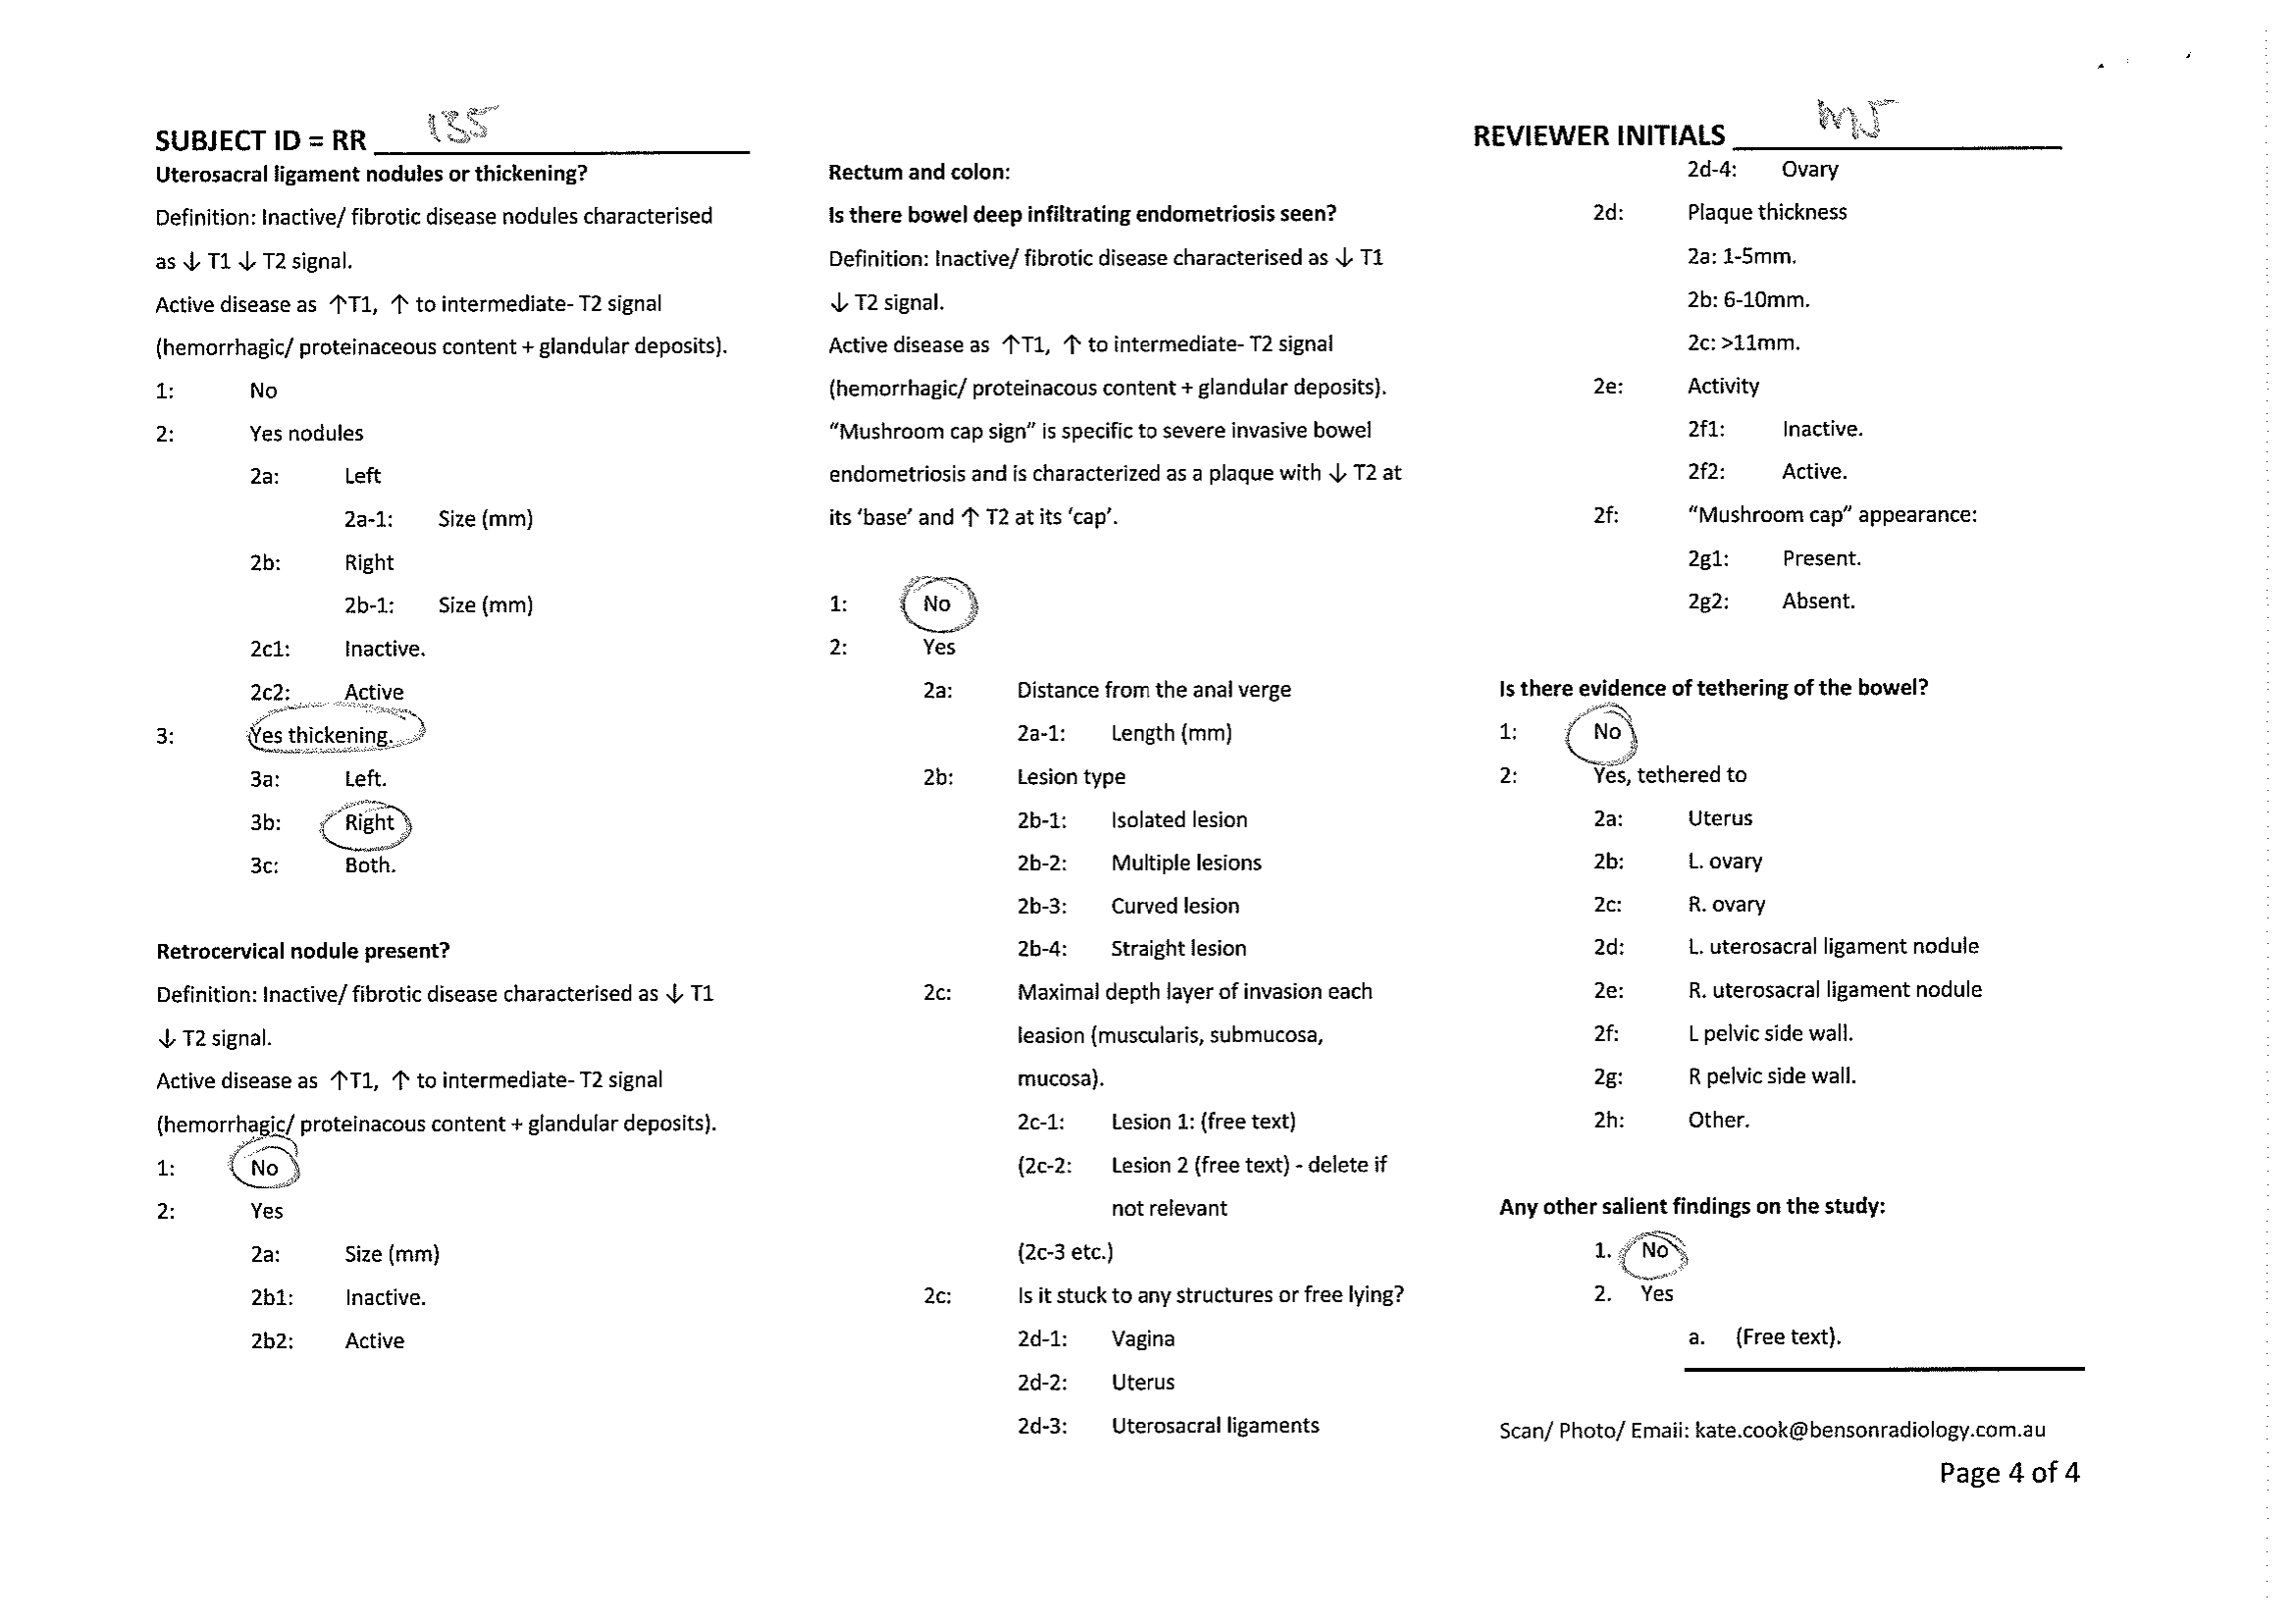 SUBJECT ID = RR 135
REVIEWER INITIALS MJ
Uterosacral ligament nodules or thickening?
Definition: Inactive/ fibrotic disease nodules characterised
as ↓ T1 ↓ T2 signal.
Active disease as ↑T1, ↑ to intermediate- T2 signal
(hemorrhagic/ proteinaceous content + glandular deposits).
1: No
2: Yes nodules
2a: Left
2a-1: Size (mm)
2b: Right
2b-1: Size (mm)
2c1: Inactive.
2c2: Active
3: Yes thickening.
3a: Left.
3b: Right
3c: Both.
Retrocervical nodule present?
Definition: Inactive/ fibrotic disease characterised as ↓ T1
↓ T2 signal.
Active disease as ↑T1, ↑ to intermediate- T2 signal
(hemorrhagic/ proteinacous content + glandular deposits).
1: No
2: Yes
2a: Size (mm)
2b1: Inactive.
2b2: Active
Rectum and colon:
Is there bowel deep infiltrating endometriosis seen?
Definition: Inactive/ fibrotic disease characterised as ↓ T1
↓ T2 signal.
Active disease as ↑T1, ↑ to intermediate- T2 signal
(hemorrhagic/ proteinacous content + glandular deposits).
“Mushroom cap sign” is specific to severe invasive bowel
endometriosis and is characterized as a plaque with ↓ T2 at
its ‘base’ and ↑ T2 at its ‘cap’.
1: No
2: Yes
2a: Distance from the anal verge
2a-1: Length (mm)
2b: Lesion type
2b-1: Isolated lesion
2b-2: Multiple lesions
2b-3: Curved lesion
2b-4: Straight lesion
2c: Maximal depth layer of invasion each
leasion (muscularis, submucosa,
mucosa).
2c-1: Lesion 1: (free text)
(2c-2: Lesion 2 (free text) - delete if
not relevant
(2c-3 etc.)
2c: Is it stuck to any structures or free lying?
2d-1: Vagina
2d-2: Uterus
2d-3: Uterosacral ligaments
2d-4: Ovary
2d: Plaque thickness
2a: 1-5mm.
2b: 6-10mm.
2c: >11mm.
2e: Activity
2f1: Inactive.
2f2: Active.
2f: “Mushroom cap” appearance:
2g1: Present.
2g2: Absent.
Is there evidence of tethering of the bowel?
1: No
2: Yes, tethered to
2a: Uterus
2b: L. ovary
2c: R. ovary
2d: L. uterosacral ligament nodule
2e: R. uterosacral ligament nodule
2f: L pelvic side wall.
2g: R pelvic side wall.
2h: Other.
Any other salient findings on the study:
1. No
2. Yes
a. (Free text).
Scan/ Photo/ Email: kate.cook@bensonradiology.com.au
Page 4 of 4